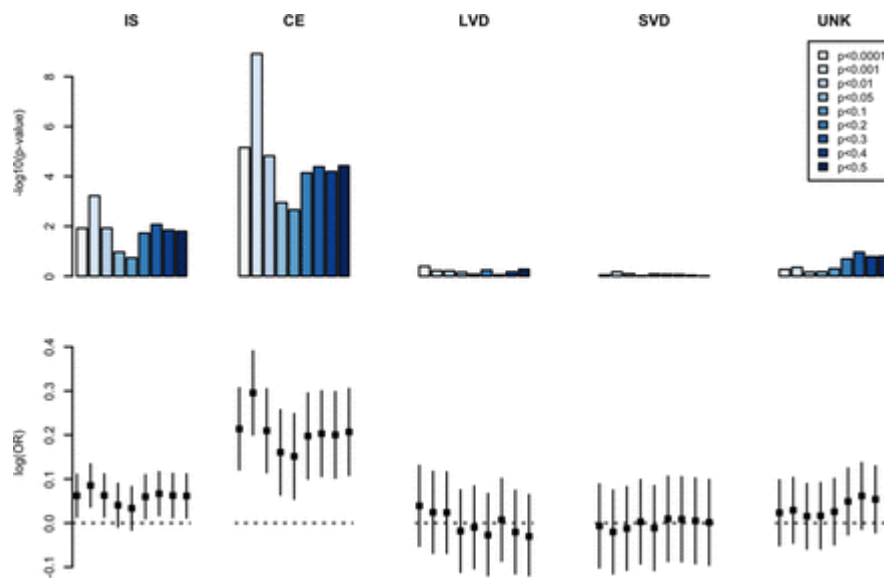 IS CE LVD SVD UNK
p<0.0001
p<0.001
p<0.01
p<0.05
p<0.1
p<0.2
p<0.3
p<0.4
p<0.5
-log10(p-value)
8
6
4
2
0
log(OR)
0.4
0.3
0.2
0.1
0.0
-0.1